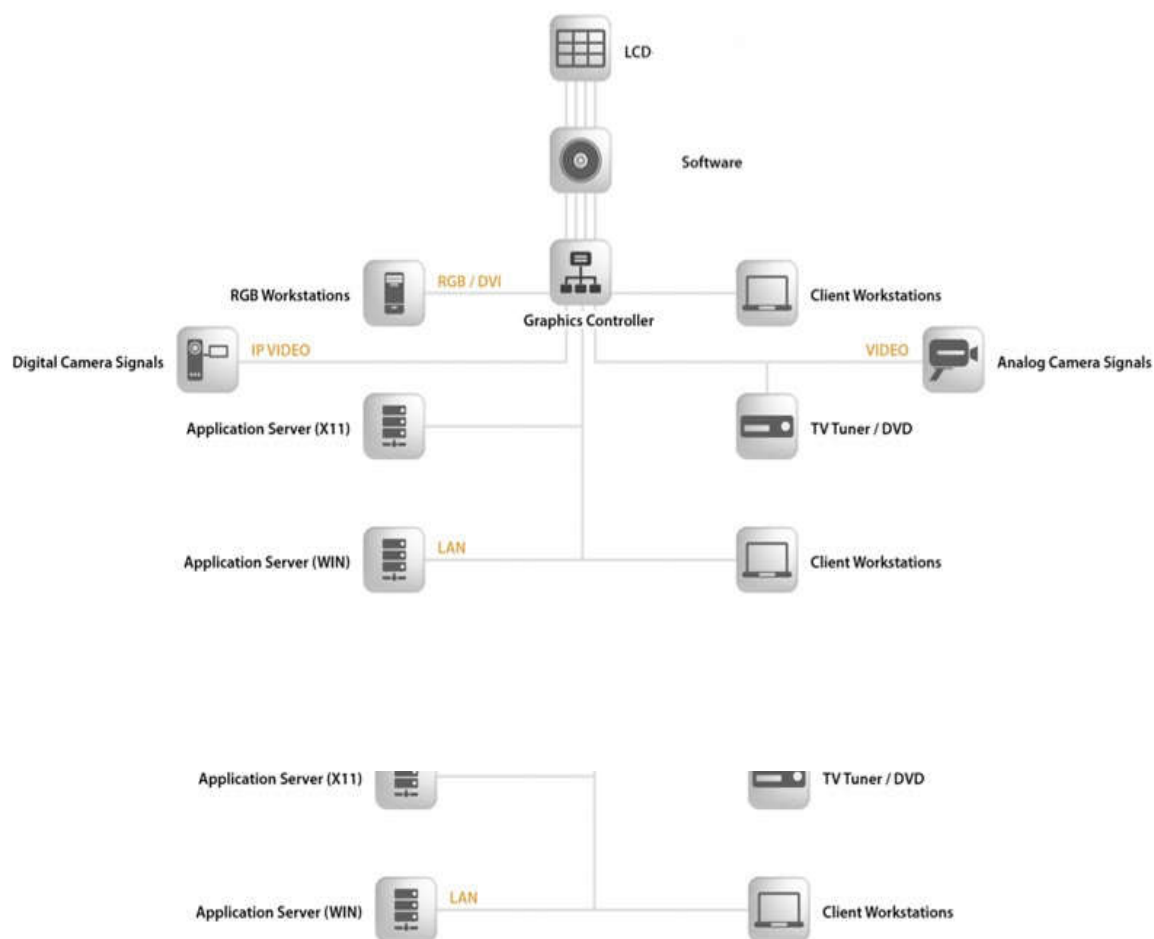 LCD
Software
RGB Workstations
RGB / DVI
Client Workstations
Graphics Controller
Digital Camera Signals
IP VIDEO
VIDEO
Analog Camera Signals
Application Server (X11)
TV Tuner / DVD
Application Server (WIN)
LAN
Client Workstations
Application Server (X11)
TV Tuner / DVD
Application Server (WIN)
LAN
Client Workstations